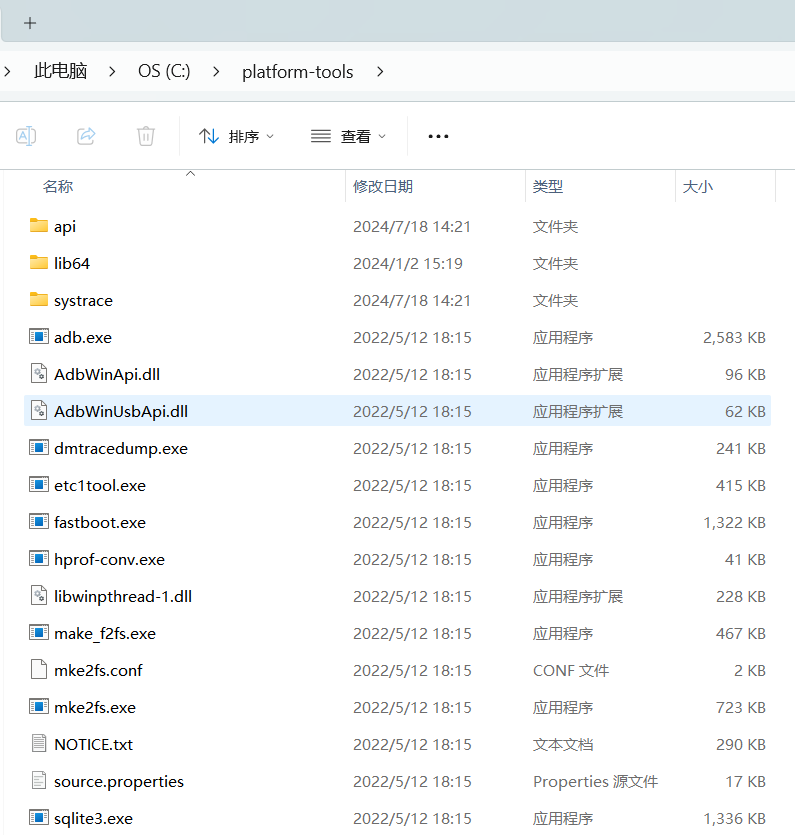 此电脑 OS (C:) platform-tools
排序 查看
名称 修改日期 类型 大小
api 2024/7/18 14:21 文件夹
lib64 2024/1/2 15:19 文件夹
systrace 2024/7/18 14:21 文件夹
adb.exe 2022/5/12 18:15 应用程序 2,583 KB
AdbWinApi.dll 2022/5/12 18:15 应用程序扩展 96 KB
AdbWinUsbApi.dll 2022/5/12 18:15 应用程序扩展 62 KB
dmtracedump.exe 2022/5/12 18:15 应用程序 241 KB
etc1tool.exe 2022/5/12 18:15 应用程序 415 KB
fastboot.exe 2022/5/12 18:15 应用程序 1,322 KB
hprof-conv.exe 2022/5/12 18:15 应用程序 41 KB
libwinpthread-1.dll 2022/5/12 18:15 应用程序扩展 228 KB
make_f2fs.exe 2022/5/12 18:15 应用程序 467 KB
mke2fs.conf 2022/5/12 18:15 CONF 文件 2 KB
mke2fs.exe 2022/5/12 18:15 应用程序 723 KB
NOTICE.txt 2022/5/12 18:15 文本文档 290 KB
source.properties 2022/5/12 18:15 Properties 源文件 17 KB
sqlite3.exe 2022/5/12 18:15 应用程序 1,336 KB